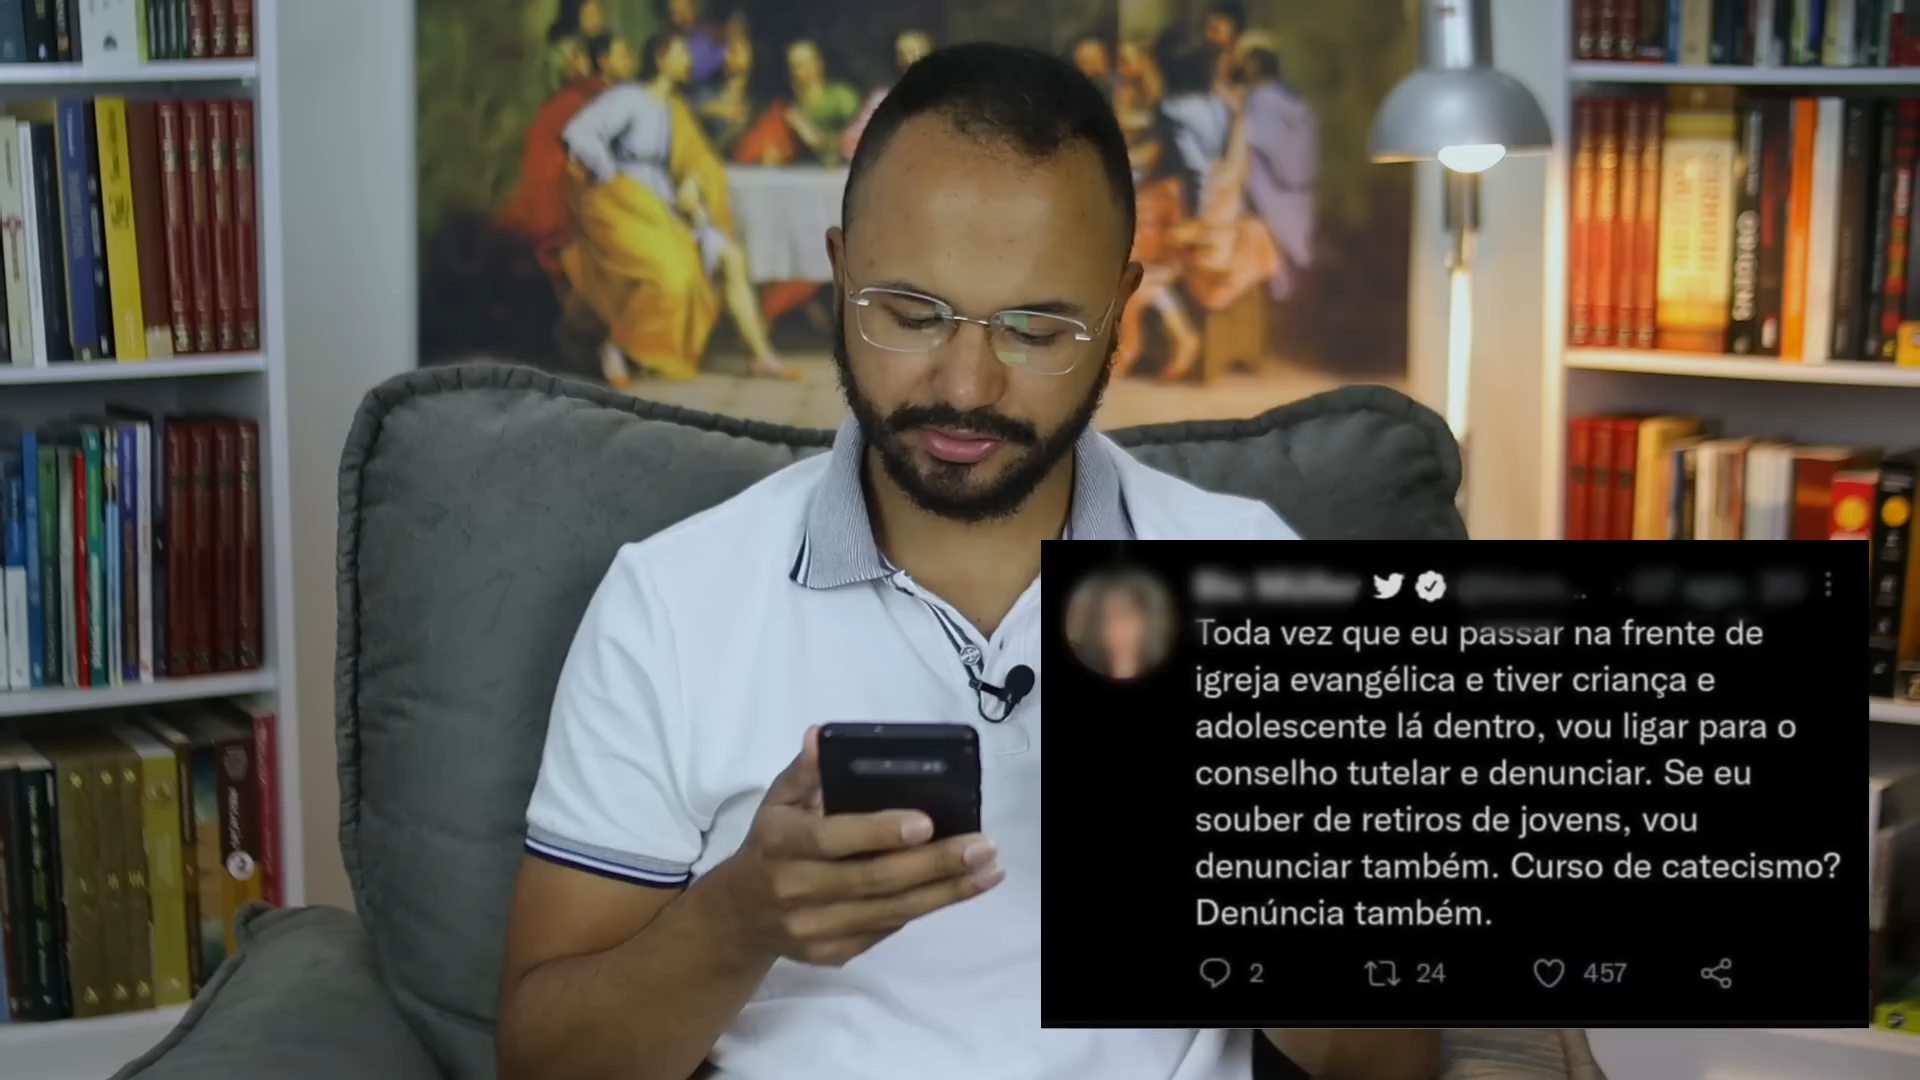 Toda vez que eu passar na frente de
igreja evangélica e tiver criança e
adolescente lá dentro, vou ligar para o
conselho tutelar e denunciar. Se eu
souber de retiros de jovens, vou
denunciar também. Curso de catecismo?
Denúncia também.
2 24 457